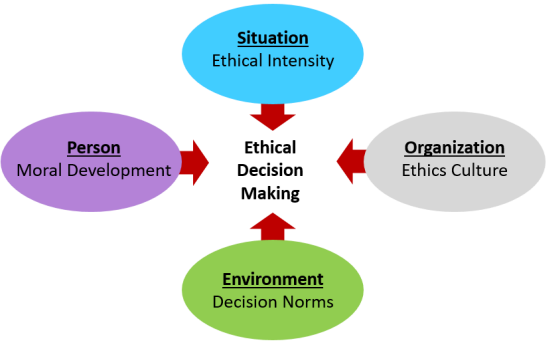 Situation
Ethical Intensity
Person
Moral Development
Ethical
Decision
Making
Organization
Ethics Culture
Environment
Decision Norms